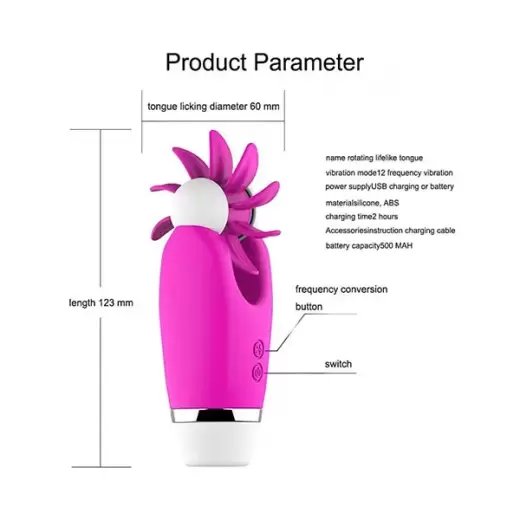 Product Parameter
tongue licking diameter 60 mm
name rotating lifelike tongue
vibration mode12 frequency vibration
power supplyUSB charging or battery
materialsilicone, ABS
charging time2 hours
Accessoriesinstruction charging cable
battery capacity500 MAH
length 123 mm
frequency conversion
button
switch